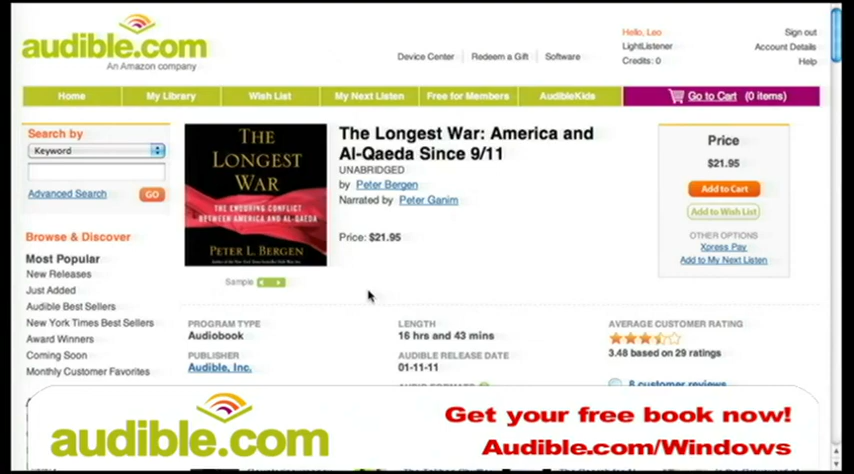 audible.com
An Amazon company
Device Center
Redeem a Gift
Software
Hello, Leo
LightListener
Credits: 0
Sign out
Account Details
Help
Home
My Library
Wish List
My Next Listen
Free for Members
AudibleKids
Go to Cart (0 items)
Search by
Keyword
Advanced Search
GO
Browse & Discover
Most Popular
New Releases
Just Added
Audible Best Sellers
New York Times Best Sellers
Award Winners
Coming Soon
Monthly Customer Favorites
THE
LONGEST
WAR
THE ENDURING CONFLICT
BETWEEN AMERICA AND AL-QAEDA
PETER L. BERGEN
Sample
The Longest War: America and
Al-Qaeda Since 9/11
UNABRIDGED
by Peter Bergen
Narrated by Peter Ganim
Price: $21.95
Price
$21.95
Add to Cart
Add to Wish List
OTHER OPTIONS
Xpress Pay
Add to My Next Listen
PROGRAM TYPE
Audiobook
PUBLISHER
Audible, Inc.
LENGTH
16 hrs and 43 mins
AUDIBLE RELEASE DATE
01-11-11
AVERAGE CUSTOMER RATING
3.48 based on 29 ratings
8 customer reviews
audible.com
Get your free book now!
Audible.com/Windows